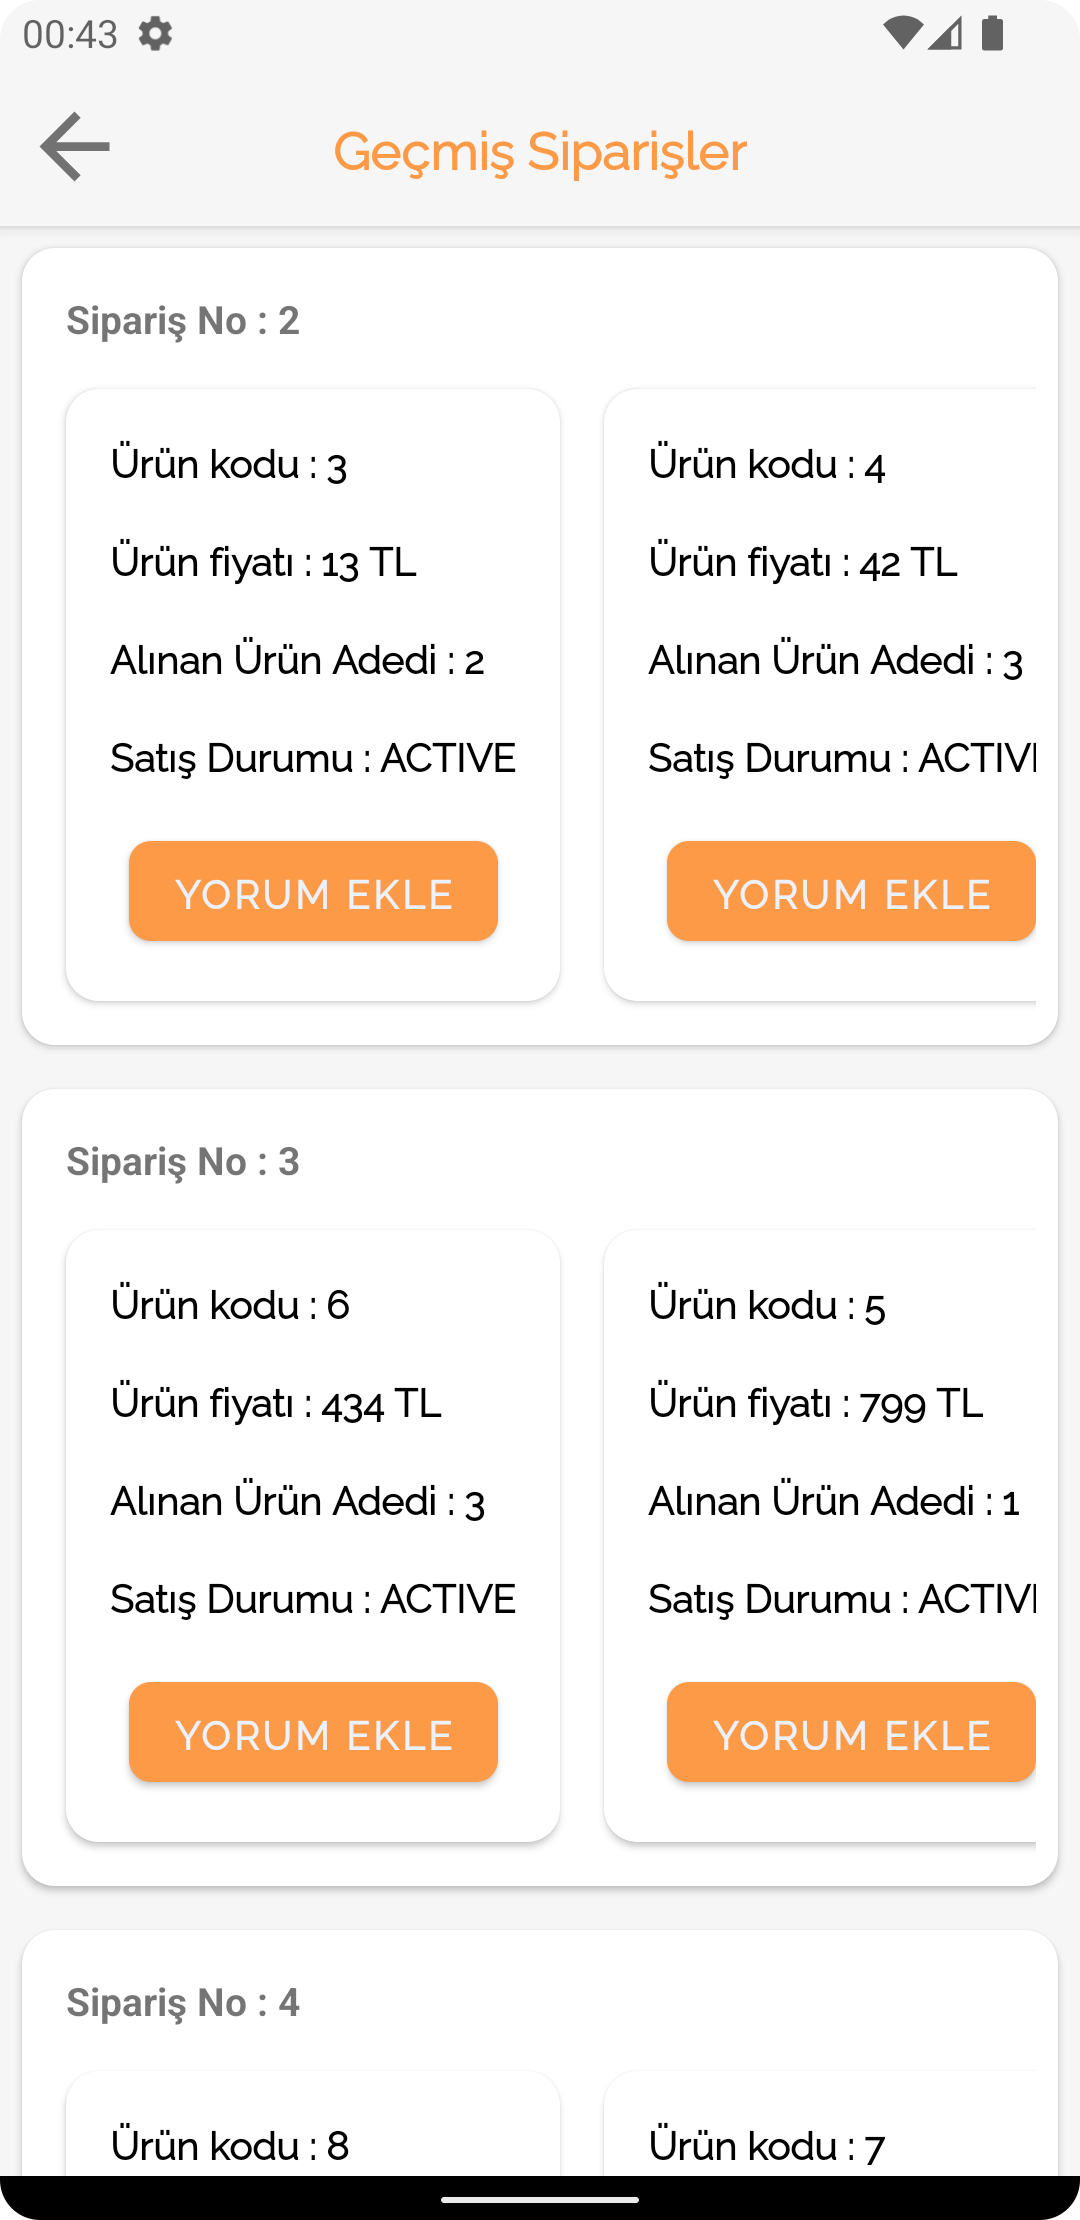 00:43
Geçmiş Siparişler
Sipariş No : 2
Ürün kodu : 3
Ürün fiyatı : 13 TL
Alınan Ürün Adedi : 2
Satış Durumu : ACTIVE
YORUM EKLE
Ürün kodu : 4
Ürün fiyatı : 42 TL
Alınan Ürün Adedi : 3
Satış Durumu : ACTIV
YORUM EKLE
Sipariş No : 3
Ürün kodu : 6
Ürün fiyatı : 434 TL
Alınan Ürün Adedi : 3
Satış Durumu : ACTIVE
YORUM EKLE
Ürün kodu : 5
Ürün fiyatı : 799 TL
Alınan Ürün Adedi : 1
Satış Durumu : ACTIV
YORUM EKLE
Sipariş No : 4
Ürün kodu : 8
Ürün kodu : 7